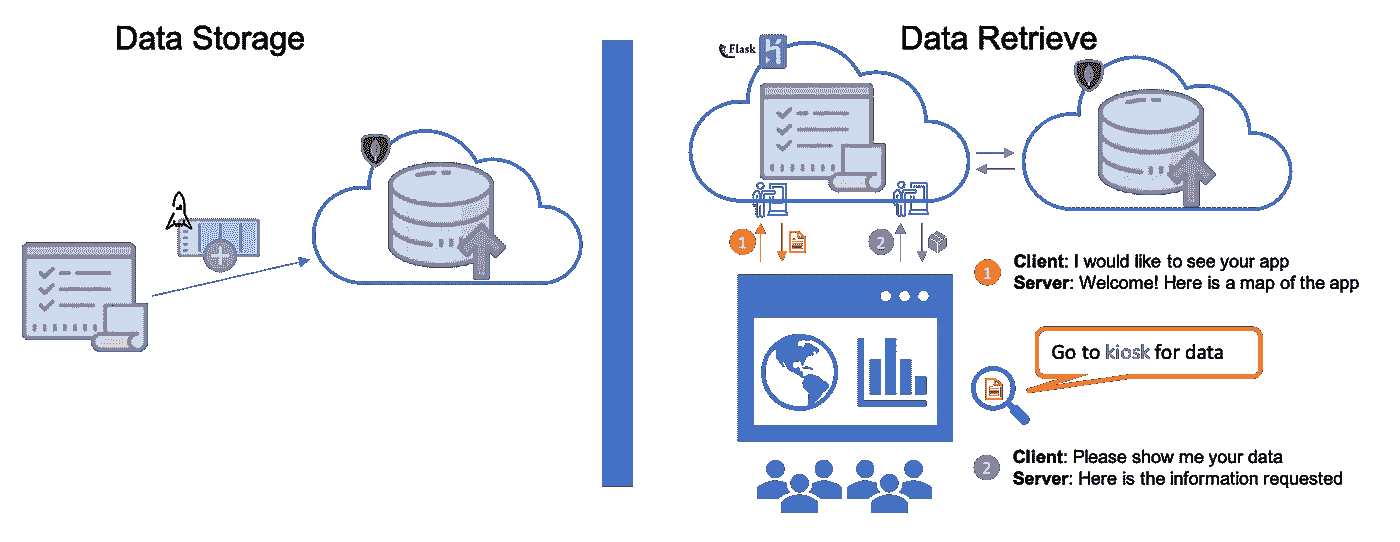 Data Storage
Data Retrieve
Flask
1
2
1
Client: I would like to see your app
Server: Welcome! Here is a map of the app
Go to kiosk for data
2
Client: Please show me your data
Server: Here is the information requested